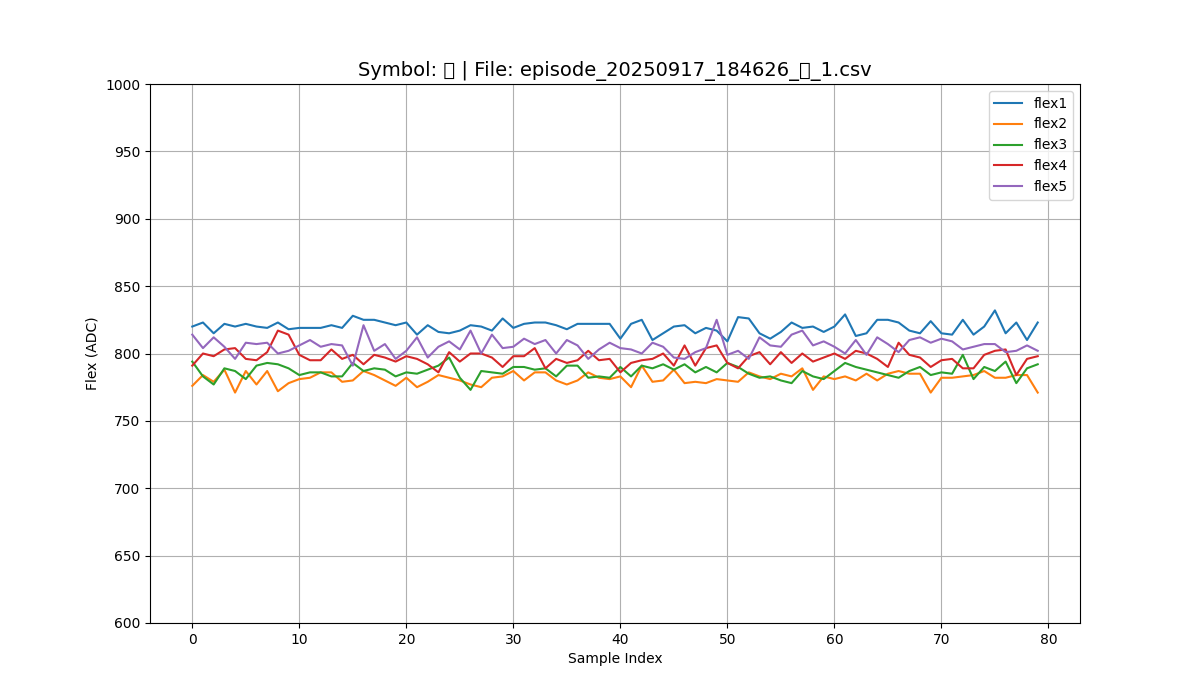 Symbol: | File: episode_20250917_184626_ _1.csv
1000
950
900
850
800
750
700
650
600
Flex (ADC)
flex1
flex2
flex3
flex4
flex5
0 10 20 30 40 50 60 70 80
Sample Index